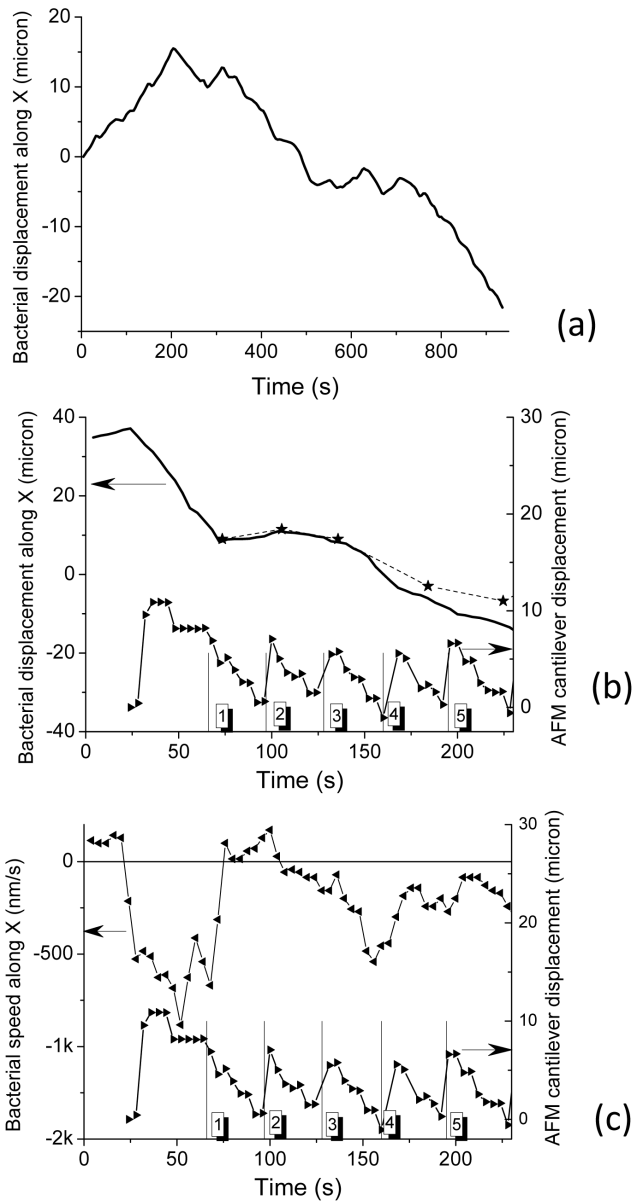 20
10
0
-10
-20
Bacterial displacement along X (micron)
0 200 400 600 800
Time (s)
(a)
40
20
0
-20
-40
Bacterial displacement along X (micron)
30
20
10
0
AFM cantilever displacement (micron)
1 2 3 4 5
0 50 100 150 200
Time (s)
(b)
0
-500
-1k
-2k
Bacterial speed along X (nm/s)
30
20
10
0
AFM cantilever displacement (micron)
1 2 3 4 5
0 50 100 150 200
Time (s)
(c)